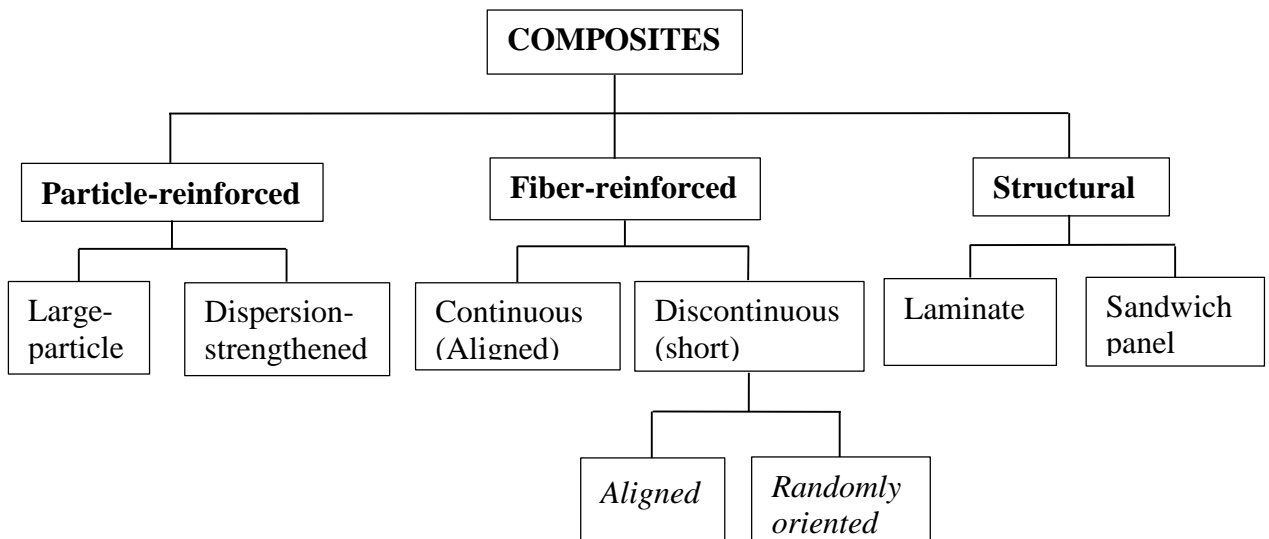 COMPOSITES
Particle-reinforced
Fiber-reinforced
Structural
Large-
particle
Dispersion-
strengthened
Continuous
(Aligned)
Discontinuous
(short)
Laminate
Sandwich
panel
Aligned
Randomly
oriented